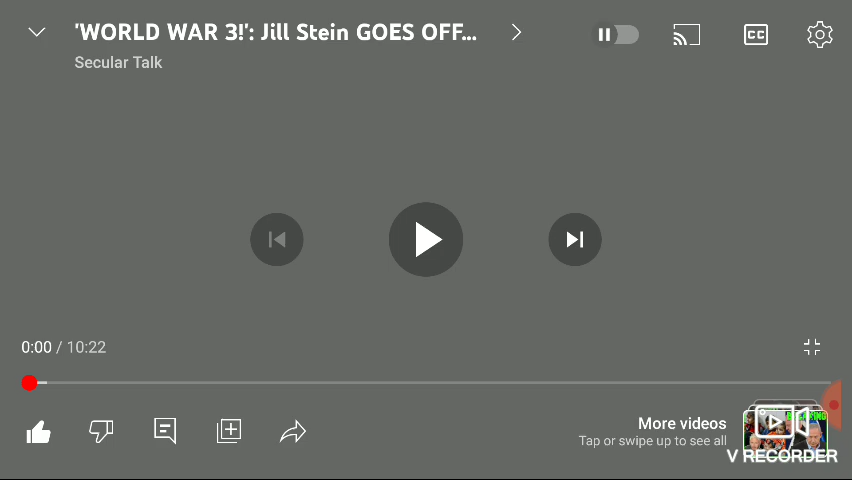 'WORLD WAR 3!': Jill Stein GOES OFF...
Secular Talk
CC
0:00 / 10:22
More videos
Tap or swipe up to see all
V RECORDER